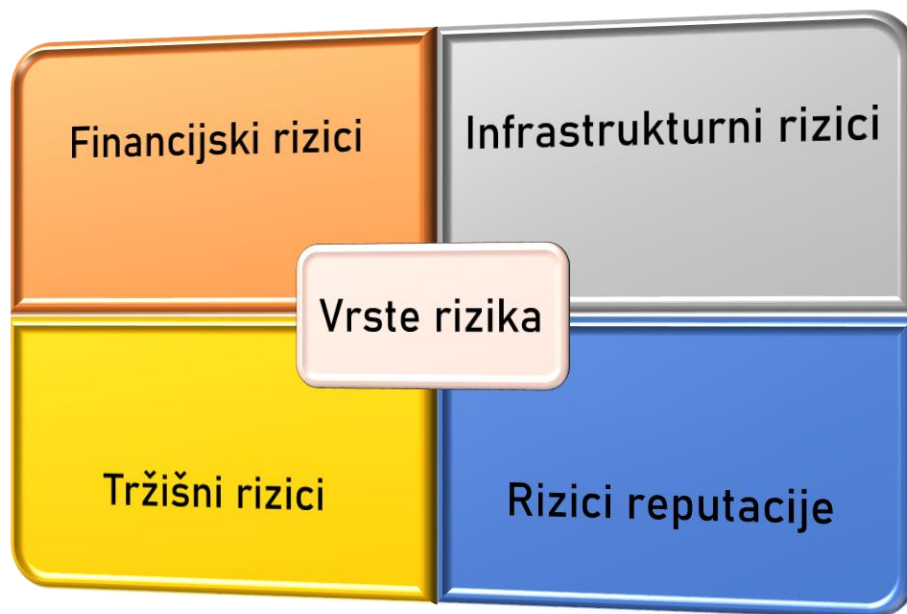 Financijski rizici
Infrastrukturni rizici
Vrste rizika
Tržišni rizici
Rizici reputacije